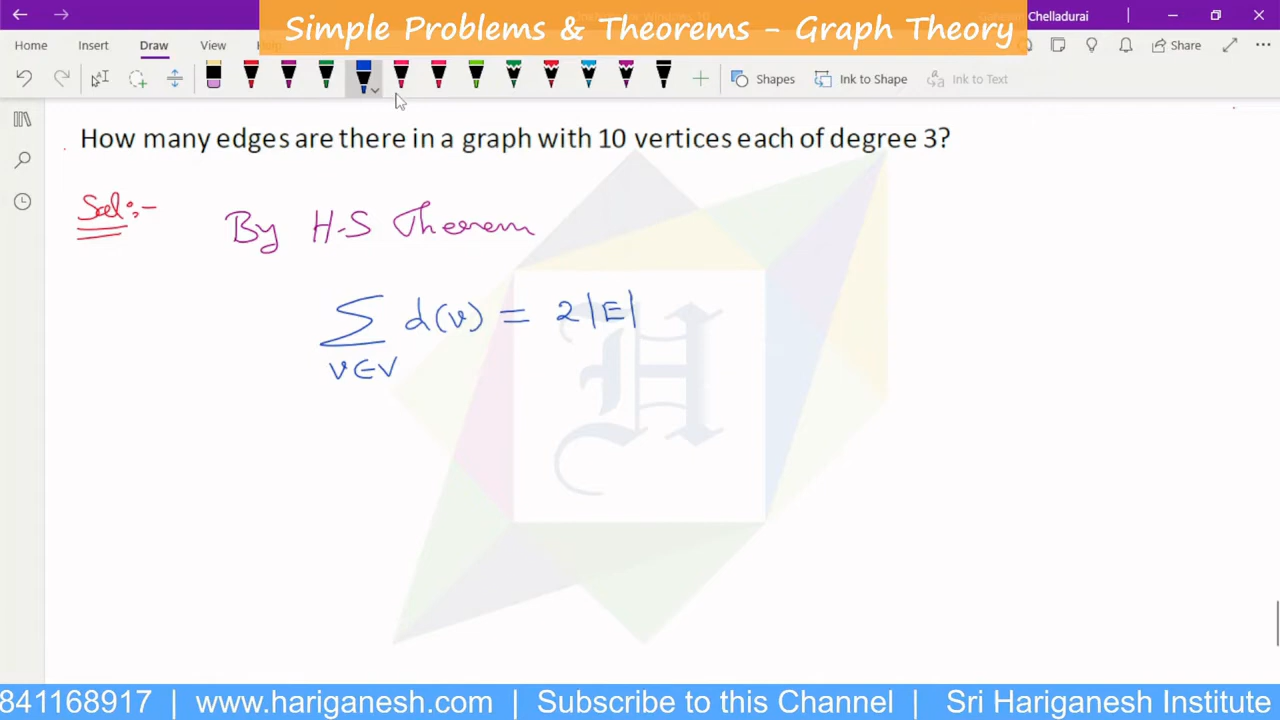 Simple Problems & Theorems - Graph Theory
Chelladurai
Home Insert Draw View
Share
Shapes Ink to Shape Ink to Text
How many edges are there in a graph with 10 vertices each of degree 3?
Sol:-
By H-S Theorem
∑ d(v) = 2|E|
v∈V
H
841168917 | www.hariganesh.com | Subscribe to this Channel | Sri Hariganesh Institute